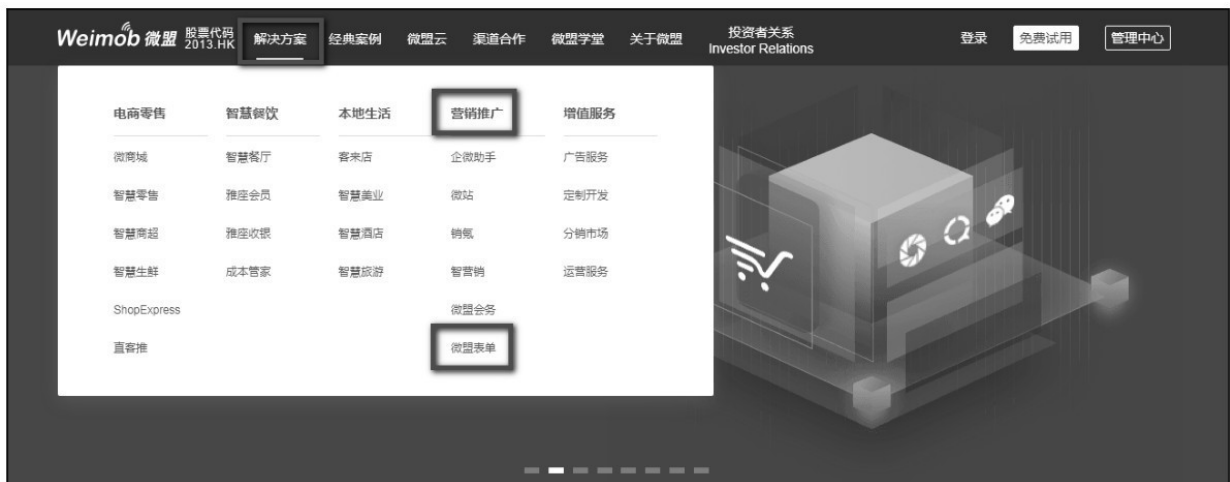 Weimob 微盟 股票代码 2013.HK 解决方案 经典案例 微盟云 渠道合作 微盟学堂 关于微盟 投资者关系 Investor Relations 登录 免费试用 管理中心
电商零售 智慧餐饮 本地生活 营销推广 增值服务
微商城 智慧餐厅 客来店 企微助手 广告服务
智慧零售 雅座会员 智慧美业 微站 定制开发
智慧商超 雅座收银 智慧酒店 销氪 分销市场
智慧生鲜 成本管家 智慧旅游 智营销 运营服务
ShopExpress 微盟会务
直客推 微盟表单